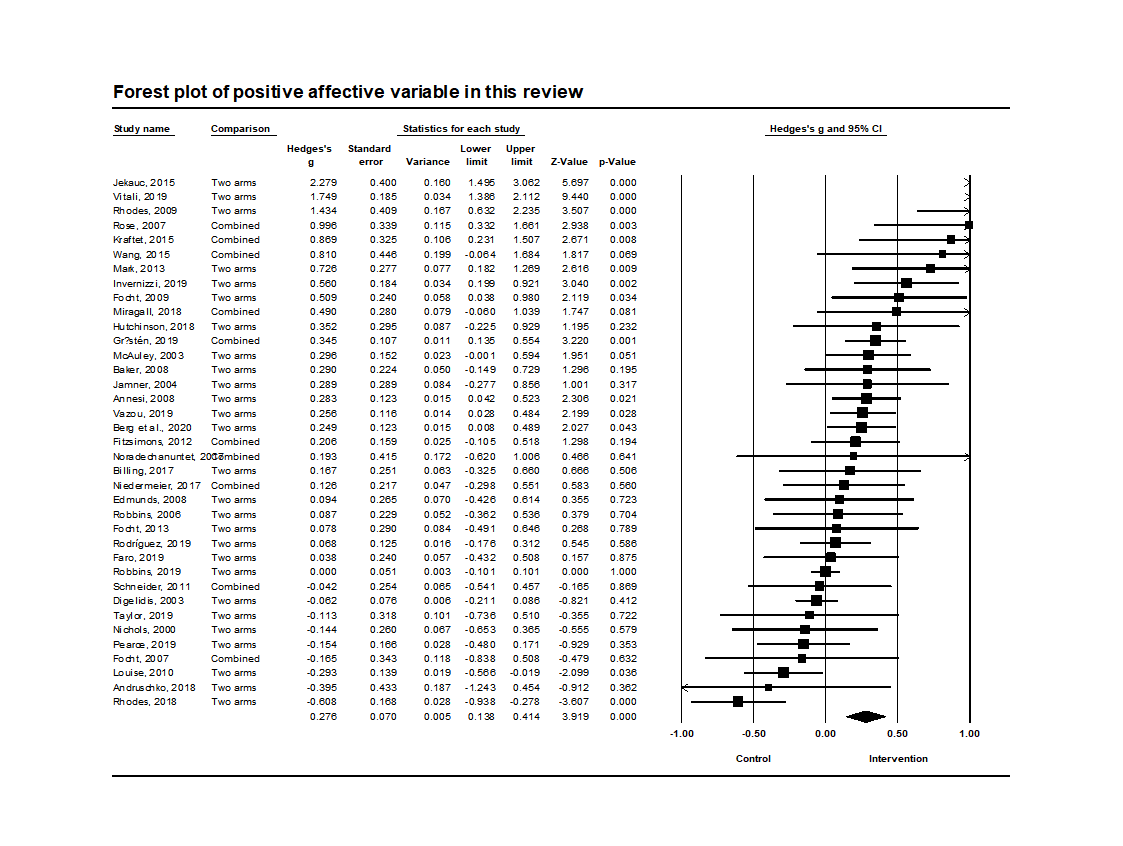 Forest plot of positive affective variable in this review
Study name Comparison Statistics for each study Hedges's g and 95% CI
Hedges's Standard Lower Upper
g error Variance limit limit Z-Value p-Value
Jekauc, 2015 Two arms 2.279 0.400 0.160 1.495 3.062 5.697 0.000
Vitali, 2019 Two arms 1.749 0.185 0.034 1.386 2.112 9.440 0.000
Rhodes, 2009 Two arms 1.434 0.409 0.167 0.632 2.235 3.507 0.000
Rose, 2007 Combined 0.996 0.339 0.115 0.332 1.661 2.938 0.003
Kraftet, 2015 Combined 0.869 0.325 0.106 0.231 1.507 2.671 0.008
Wang, 2015 Combined 0.810 0.446 0.199 -0.064 1.684 1.817 0.069
Mark, 2013 Two arms 0.726 0.277 0.077 0.182 1.269 2.616 0.009
Invernizzi, 2019 Two arms 0.560 0.184 0.034 0.199 0.921 3.040 0.002
Focht, 2009 Two arms 0.509 0.240 0.058 0.038 0.980 2.119 0.034
Miragall, 2018 Combined 0.490 0.280 0.079 -0.060 1.039 1.747 0.081
Hutchinson, 2018 Two arms 0.352 0.295 0.087 -0.225 0.929 1.195 0.232
Gr?stén, 2019 Combined 0.345 0.107 0.011 0.135 0.554 3.220 0.001
McAuley, 2003 Two arms 0.296 0.152 0.023 -0.001 0.594 1.951 0.051
Baker, 2008 Two arms 0.290 0.224 0.050 -0.149 0.729 1.296 0.195
Jamner, 2004 Two arms 0.289 0.289 0.084 -0.277 0.856 1.001 0.317
Annesi, 2008 Two arms 0.283 0.123 0.015 0.042 0.523 2.306 0.021
Vazou, 2019 Two arms 0.256 0.116 0.014 0.028 0.484 2.199 0.028
Berg et al., 2020 Two arms 0.249 0.123 0.015 0.008 0.489 2.027 0.043
Fitzsimons, 2012 Combined 0.206 0.159 0.025 -0.105 0.518 1.298 0.194
Noradechanuntet, 2017 Combined 0.193 0.415 0.172 -0.620 1.006 0.466 0.641
Billing, 2017 Two arms 0.167 0.251 0.063 -0.325 0.660 0.666 0.506
Niedermeier, 2017 Combined 0.126 0.217 0.047 -0.298 0.551 0.583 0.560
Edmunds, 2008 Two arms 0.094 0.265 0.070 -0.426 0.614 0.355 0.723
Robbins, 2006 Two arms 0.087 0.229 0.052 -0.362 0.536 0.379 0.704
Focht, 2013 Two arms 0.078 0.290 0.084 -0.491 0.646 0.268 0.789
Rodríguez, 2019 Two arms 0.068 0.125 0.016 -0.176 0.312 0.545 0.586
Faro, 2019 Two arms 0.038 0.240 0.057 -0.432 0.508 0.157 0.875
Robbins, 2019 Two arms 0.000 0.051 0.003 -0.101 0.101 0.000 1.000
Schneider, 2011 Combined -0.042 0.254 0.065 -0.541 0.457 -0.165 0.869
Digelidis, 2003 Two arms -0.062 0.076 0.006 -0.211 0.086 -0.821 0.412
Taylor, 2019 Two arms -0.113 0.318 0.101 -0.736 0.510 -0.355 0.722
Nichols, 2000 Two arms -0.144 0.260 0.067 -0.653 0.365 -0.555 0.579
Pearce, 2019 Two arms -0.154 0.166 0.028 -0.480 0.171 -0.929 0.353
Focht, 2007 Combined -0.165 0.343 0.118 -0.838 0.508 -0.479 0.632
Louise, 2010 Two arms -0.293 0.139 0.019 -0.566 -0.019 -2.099 0.036
Andruschko, 2018 Two arms -0.395 0.433 0.187 -1.243 0.454 -0.912 0.362
Rhodes, 2018 Two arms -0.608 0.168 0.028 -0.938 -0.278 -3.607 0.000
0.276 0.070 0.005 0.138 0.414 3.919 0.000
-1.00 -0.50 0.00 0.50 1.00
Control Intervention